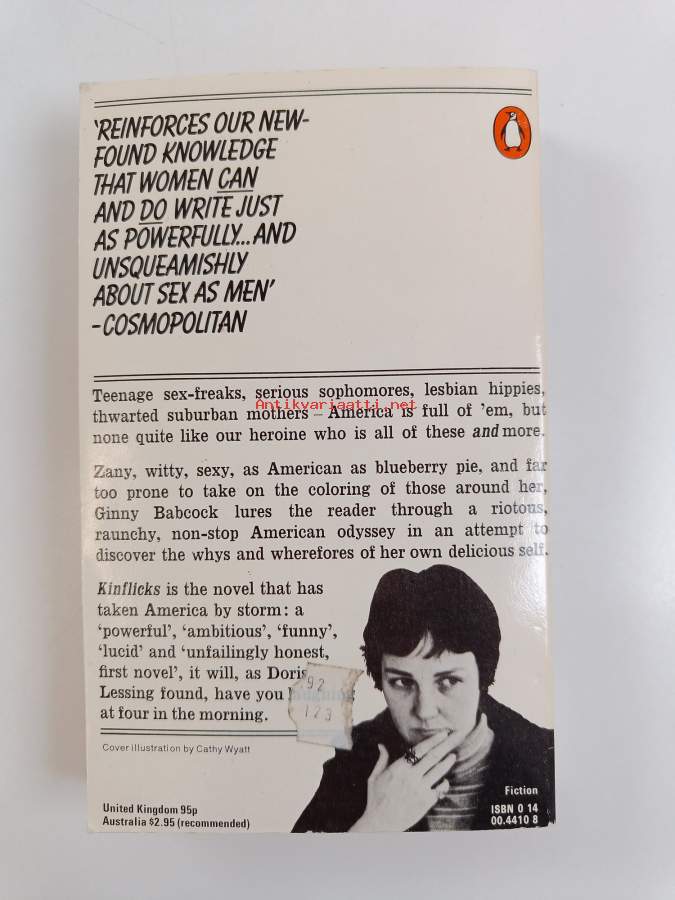 'REINFORCES OUR NEW-
FOUND KNOWLEDGE
THAT WOMEN CAN
AND DO WRITE JUST
AS POWERFULLY...AND
UNSQUEAMISHLY
ABOUT SEX AS MEN'
-COSMOPOLITAN
Teenage sex-freaks, serious sophomores, lesbian hippies,
Antikvariaatti.net
thwarted suburban mothers – America is full of 'em, but
none quite like our heroine who is all of these and more.
Zany, witty, sexy, as American as blueberry pie, and far
too prone to take on the coloring of those around her,
Ginny Babcock lures the reader through a riotous,
raunchy, non-stop American odyssey in an attempt to
discover the whys and wherefores of her own delicious self.
Kinflicks is the novel that has
taken America by storm: a
'powerful', 'ambitious', 'funny',
'lucid' and 'unfailingly honest,
first novel', it will, as Doris
Lessing found, have you laughing
at four in the morning.
92
123
Cover illustration by Cathy Wyatt
United Kingdom 95p
Australia $2.95 (recommended)
Fiction
ISBN 0 14
00.4410 8